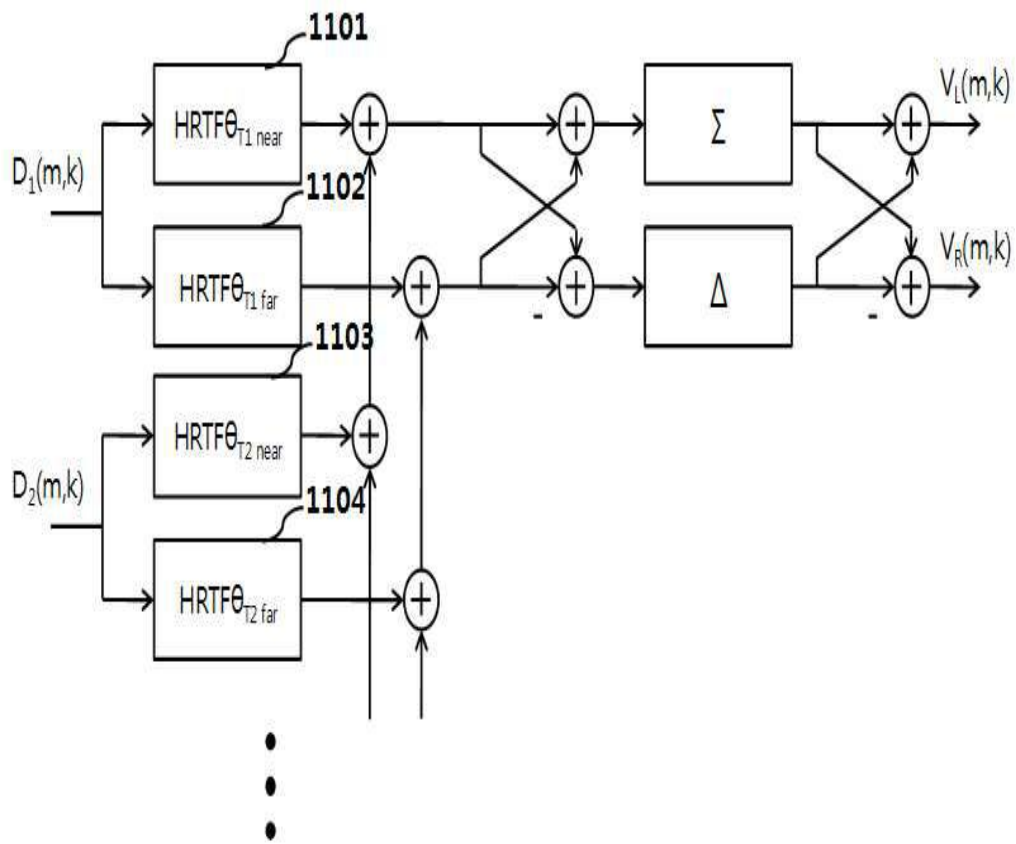 1101
HRTFθT1 near
+
+
Σ
+
VL(m,k)
D1(m,k)
1102
HRTFθT1 far
+
+
-
Δ
+
-
VR(m,k)
1103
HRTFθT2 near
+
D2(m,k)
1104
HRTFθT2 far
+